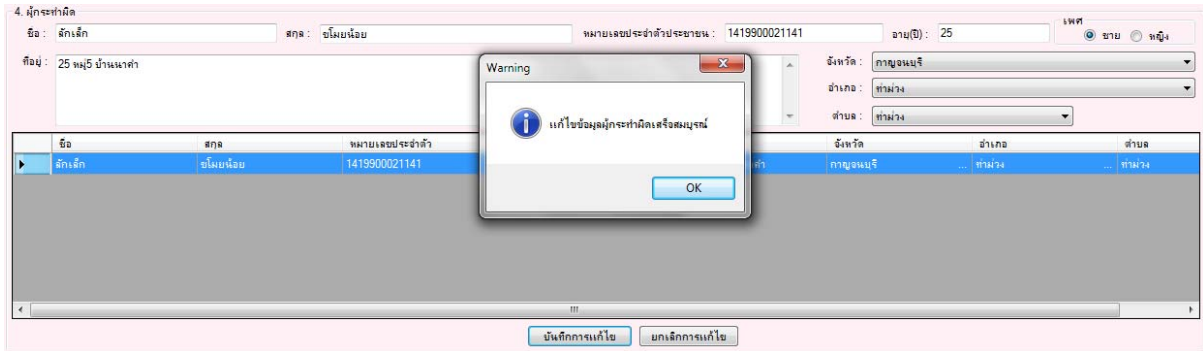 4. ผู้กระทำผิด
ชื่อ : ลักเล็ก สกุล : ขโมยน้อย หมายเลขประจำตัวประชาชน : 1419900021141 อายุ(ปี) : 25 เพศ ชาย หญิง
ที่อยู่ : 25 หมู่5 บ้านนาคำ จังหวัด : กาญจนบุรี
อำเภอ : ท่าม่วง
ตำบล : ท่าม่วง
Warning
แก้ไขข้อมูลผู้กระทำผิดเสร็จสมบูรณ์
OK
ชื่อ สกุล หมายเลขประจำตัว จังหวัด อำเภอ ตำบล
ลักเล็ก ขโมยน้อย 1419900021141 กาญจนบุรี ... ท่าม่วง ... ท่าม่วง
บันทึกการแก้ไข ยกเลิกการแก้ไข